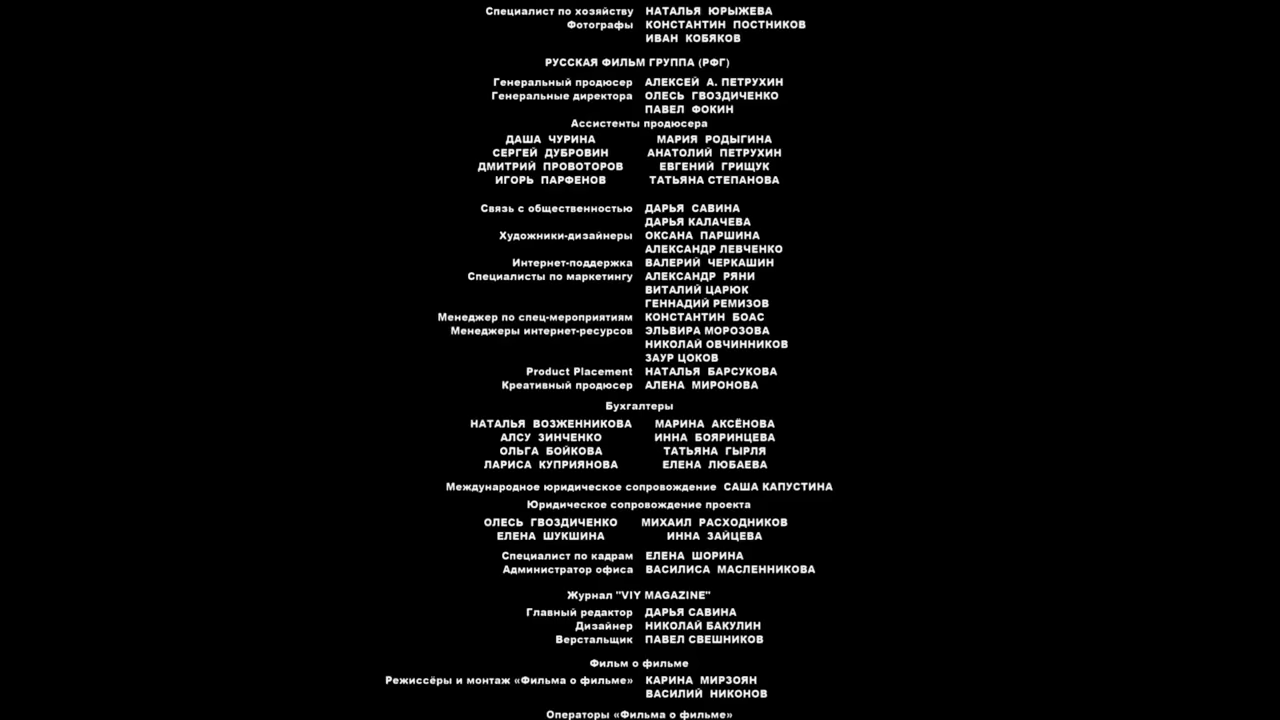 Специалист по хозяйству НАТАЛЬЯ ЮРЫЖЕВА
Фотографы КОНСТАНТИН ПОСТНИКОВ
ИВАН КОБЯКОВ
РУССКАЯ ФИЛЬМ ГРУППА (РФГ)
Генеральный продюсер АЛЕКСЕЙ А. ПЕТРУХИН
Генеральные директора ОЛЕСЬ ГВОЗДИЧЕНКО
ПАВЕЛ ФОКИН
Ассистенты продюсера
ДАША ЧУРИНА МАРИЯ РОДЫГИНА
СЕРГЕЙ ДУБРОВИН АНАТОЛИЙ ПЕТРУХИН
ДМИТРИЙ ПРОВОТОРОВ ЕВГЕНИЙ ГРИЩУК
ИГОРЬ ПАРФЕНОВ ТАТЬЯНА СТЕПАНОВА
Связь с общественностью ДАРЬЯ САВИНА
ДАРЬЯ КАЛАЧЕВА
Художники-дизайнеры ОКСАНА ПАРШИНА
АЛЕКСАНДР ЛЕВЧЕНКО
Интернет-поддержка ВАЛЕРИЙ ЧЕРКАШИН
Специалисты по маркетингу АЛЕКСАНДР РЯНИ
ВИТАЛИЙ ЦАРЮК
ГЕННАДИЙ РЕМИЗОВ
Менеджер по спец-мероприятиям КОНСТАНТИН БОАС
Менеджеры интернет-ресурсов ЭЛЬВИРА МОРОЗОВА
НИКОЛАЙ ОВЧИННИКОВ
ЗАУР ЦОКОВ
Product Placement НАТАЛЬЯ БАРСУКОВА
Креативный продюсер АЛЕНА МИРОНОВА
Бухгалтеры
НАТАЛЬЯ ВОЗЖЕННИКОВА МАРИНА АКСЁНОВА
АЛСУ ЗИНЧЕНКО ИННА БОЯРИНЦЕВА
ОЛЬГА БОЙКОВА ТАТЬЯНА ГЫРЛЯ
ЛАРИСА КУПРИЯНОВА ЕЛЕНА ЛЮБАЕВА
Международное юридическое сопровождение САША КАПУСТИНА
Юридическое сопровождение проекта
ОЛЕСЬ ГВОЗДИЧЕНКО МИХАИЛ РАСХОДНИКОВ
ЕЛЕНА ШУКШИНА ИННА ЗАЙЦЕВА
Специалист по кадрам ЕЛЕНА ШОРИНА
Администратор офиса ВАСИЛИСА МАСЛЕННИКОВА
Журнал "VIY MAGAZINE"
Главный редактор ДАРЬЯ САВИНА
Дизайнер НИКОЛАЙ БАКУЛИН
Верстальщик ПАВЕЛ СВЕШНИКОВ
Фильм о фильме
Режиссёры и монтаж «Фильма о фильме» КАРИНА МИРЗОЯН
ВАСИЛИЙ НИКОНОВ
Операторы «Фильма о фильме»